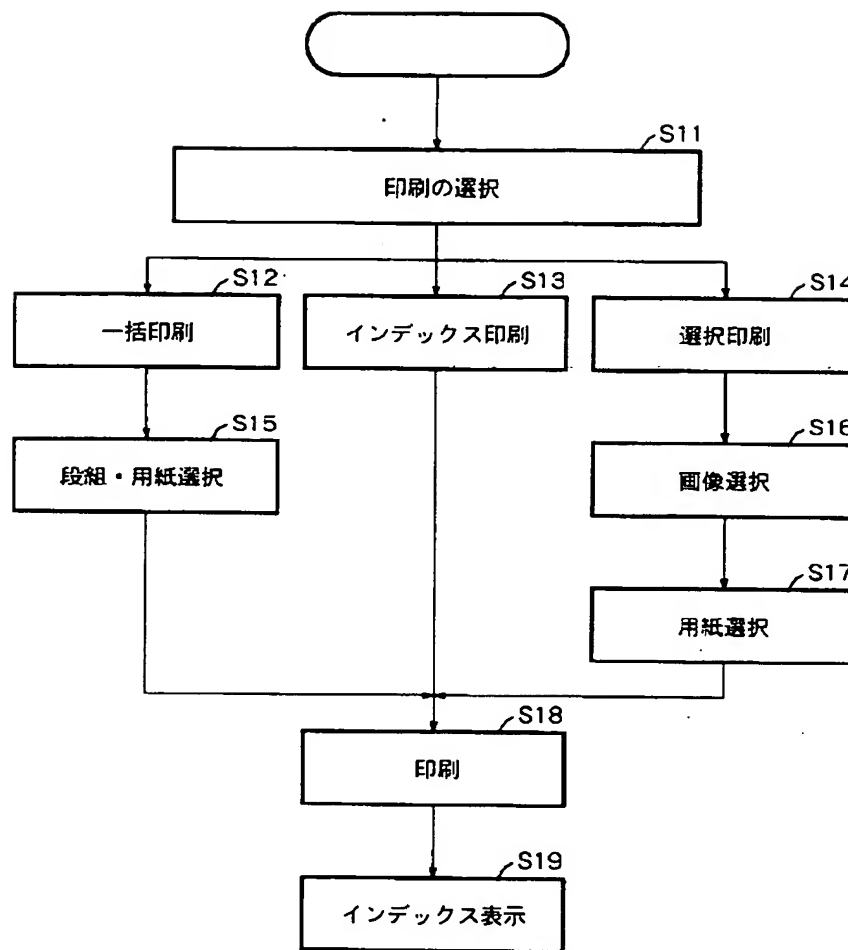 S11
印刷の選択
S12
S13
S14
一括印刷
インデックス印刷
選択印刷
S15
S16
段組・用紙選択
画像選択
S17
用紙選択
S18
印刷
S19
インデックス表示